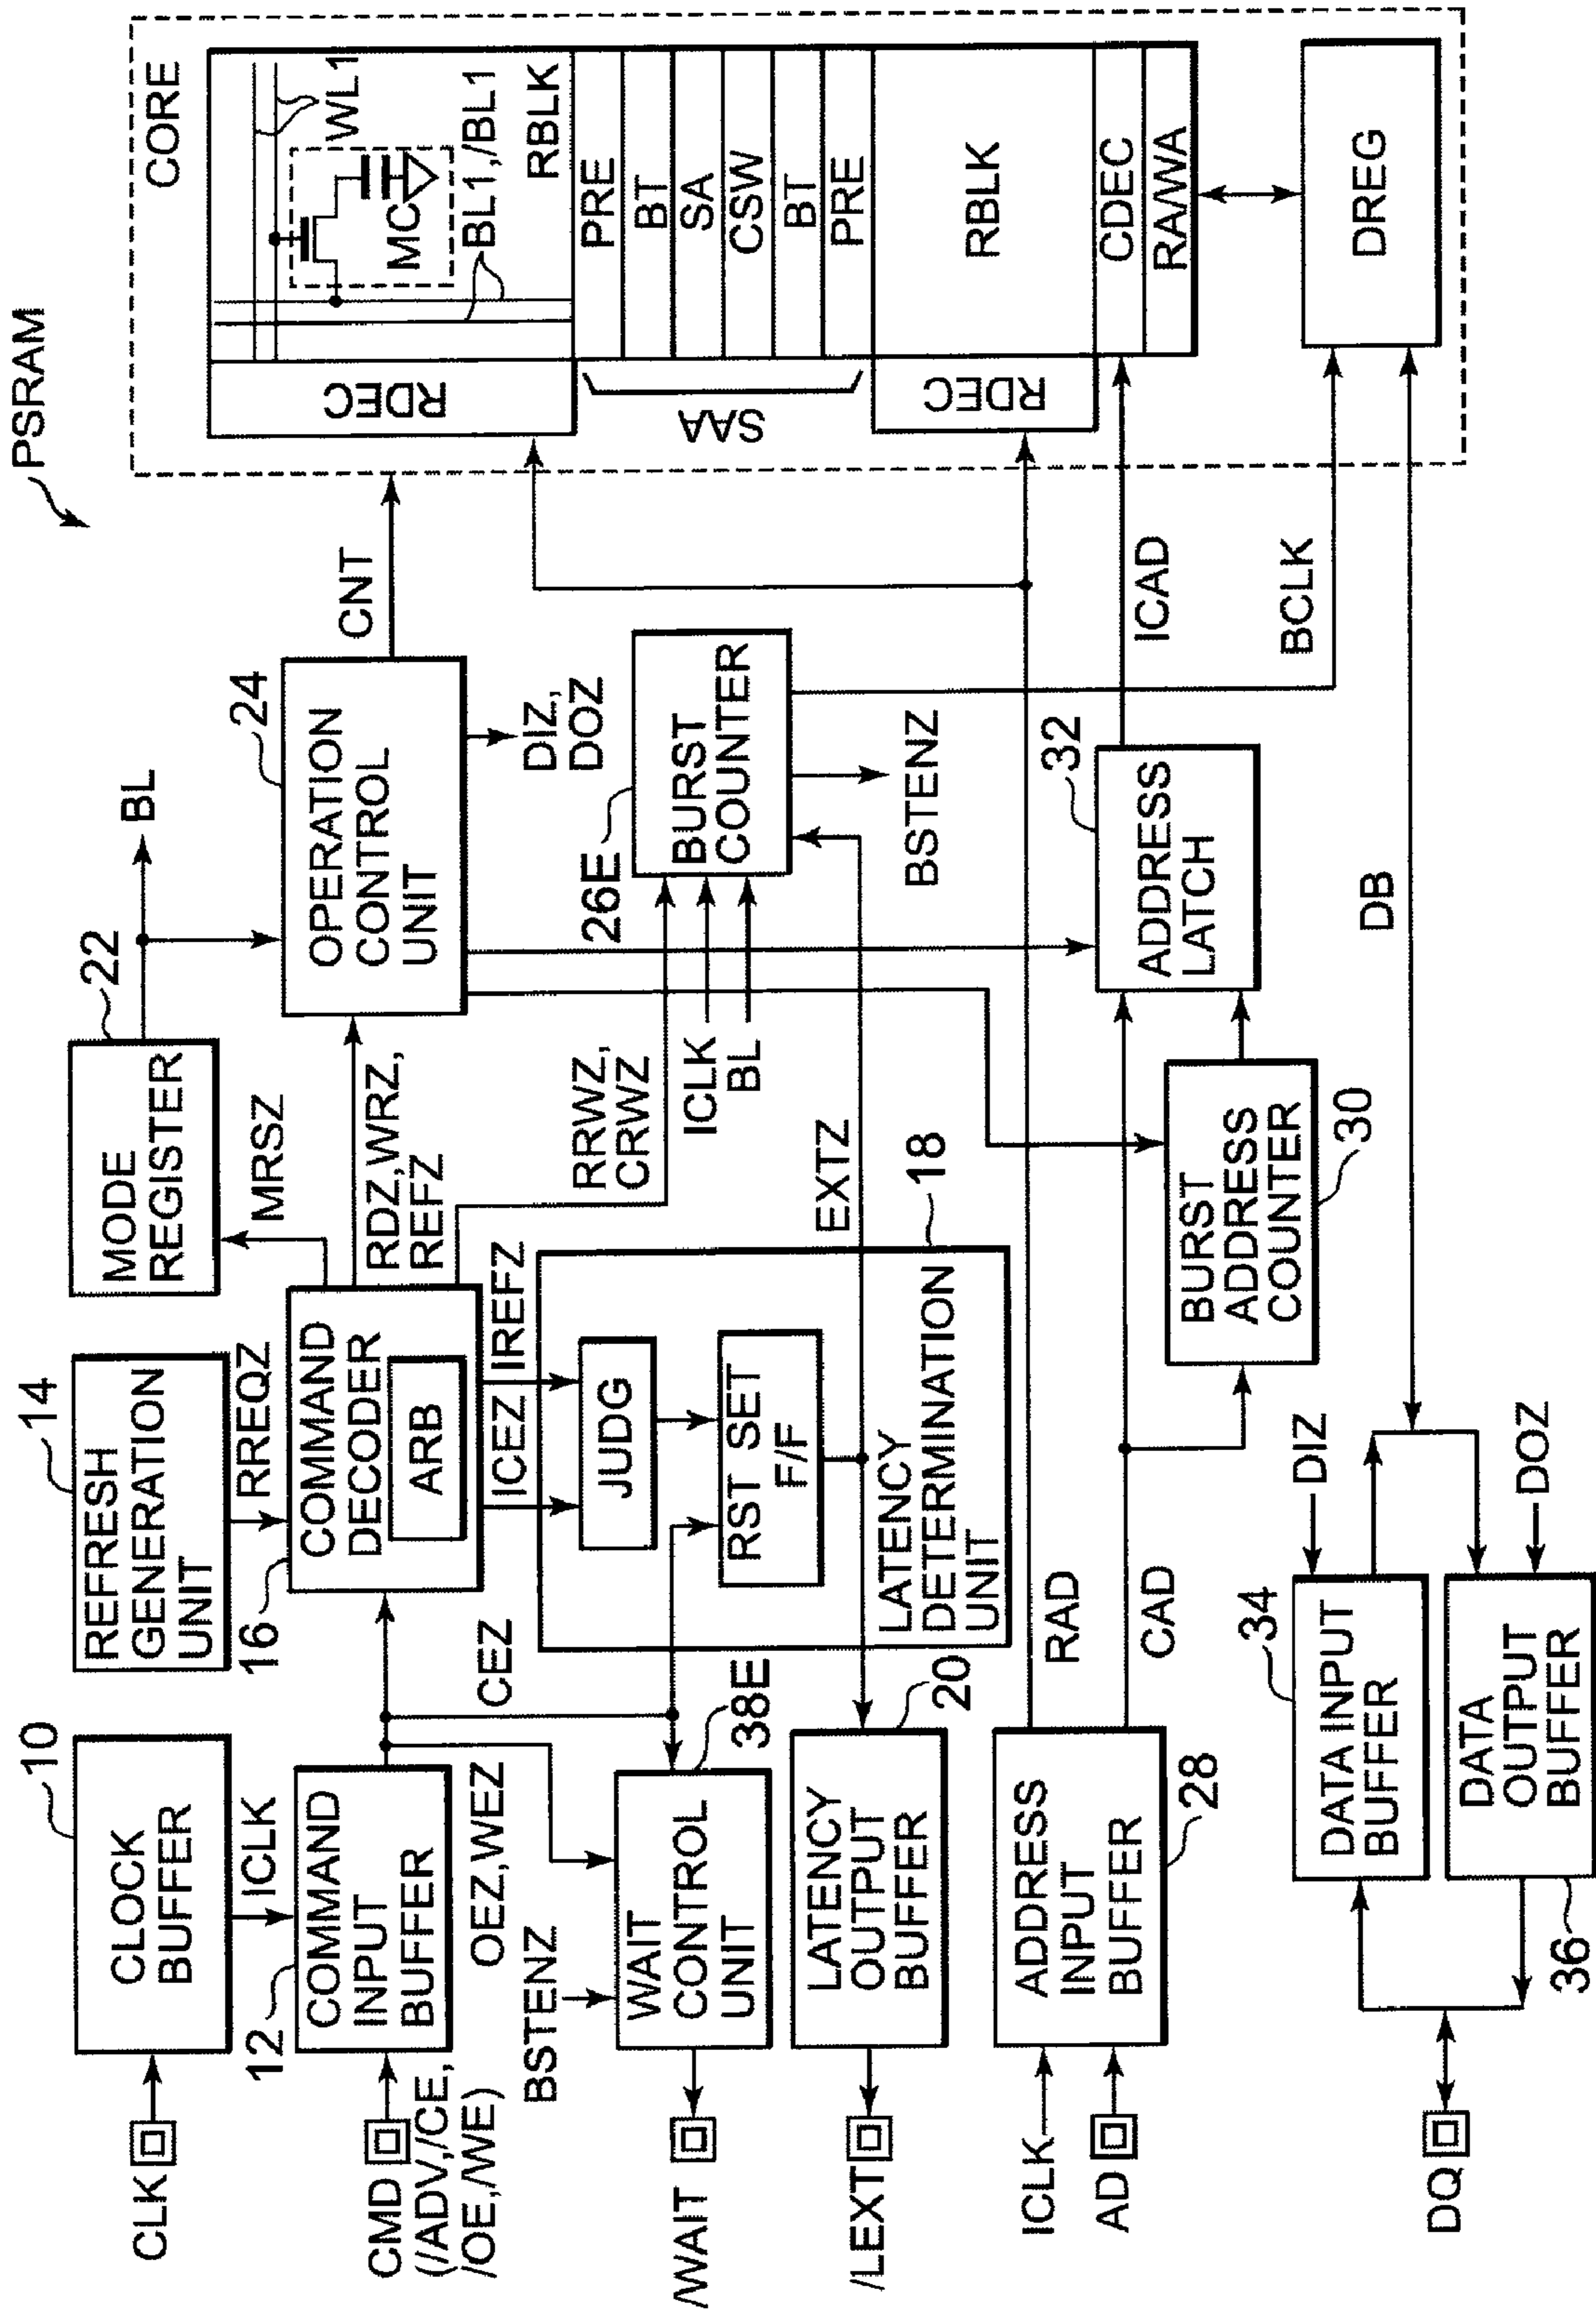 PSRAM
CLK
10
CLOCK
BUFFER
ICLK
14
REFRESH
GENERATION
UNIT
RREQZ
22
MODE
REGISTER
MRSZ
BL
CMD
(/ADV,/CE,
/OE,/WE)
12
COMMAND
INPUT
BUFFER
16
COMMAND
DECODER
ARB
RDZ,WRZ,
REFZ
24
OPERATION
CONTROL
UNIT
CNT
DIZ,
DOZ
CEZ
OEZ,WEZ
ICEZ
IREFZ
RRWZ,
CRWZ
ICLK
BL
26E
BURST
COUNTER
BSTENZ
BSTENZ
/WAIT
38E
WAIT
CONTROL
UNIT
JUDG
RST SET
F/F
LATENCY
DETERMINATION
UNIT
18
EXTZ
/LEXT
20
LATENCY
OUTPUT
BUFFER
ICLK
AD
ADDRESS
INPUT
BUFFER
28
RAD
CAD
BURST
ADDRESS
COUNTER
30
32
ADDRESS
LATCH
ICAD
BCLK
DB
DQ
34
DATA INPUT
BUFFER
DIZ
DATA
OUTPUT
BUFFER
36
DOZ
CORE
WL1
MC
BL1,/BL1
RBLK
RDEC
PRE
BT
SA
CSW
BT
PRE
SAA
RDEC
RBLK
CDEC
RA/WA
DREG